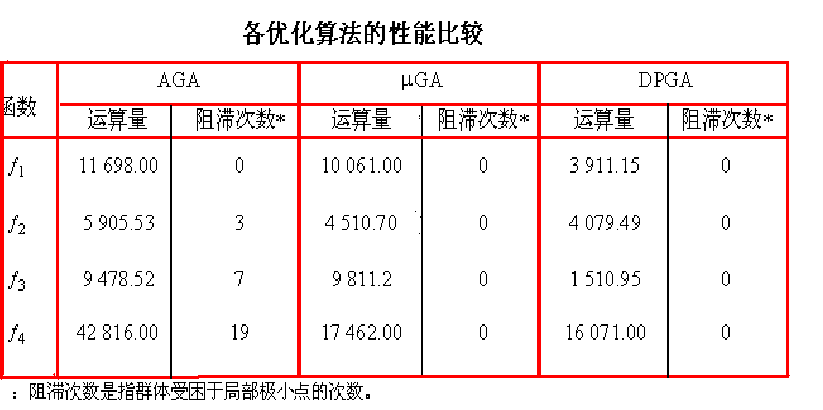 各优化算法的性能比较
函数 AGA μGA DPGA
运算量 阻滞次数* 运算量 阻滞次数* 运算量 阻滞次数*
f1 11 698.00 0 10 061.00 0 3 911.15 0
f2 5 905.53 3 4 510.70 0 4 079.49 0
f3 9 478.52 7 9 811.2 0 1 510.95 0
f4 42 816.00 19 17 462.00 0 16 071.00 0
：阻滞次数是指群体受困于局部极小点的次数。